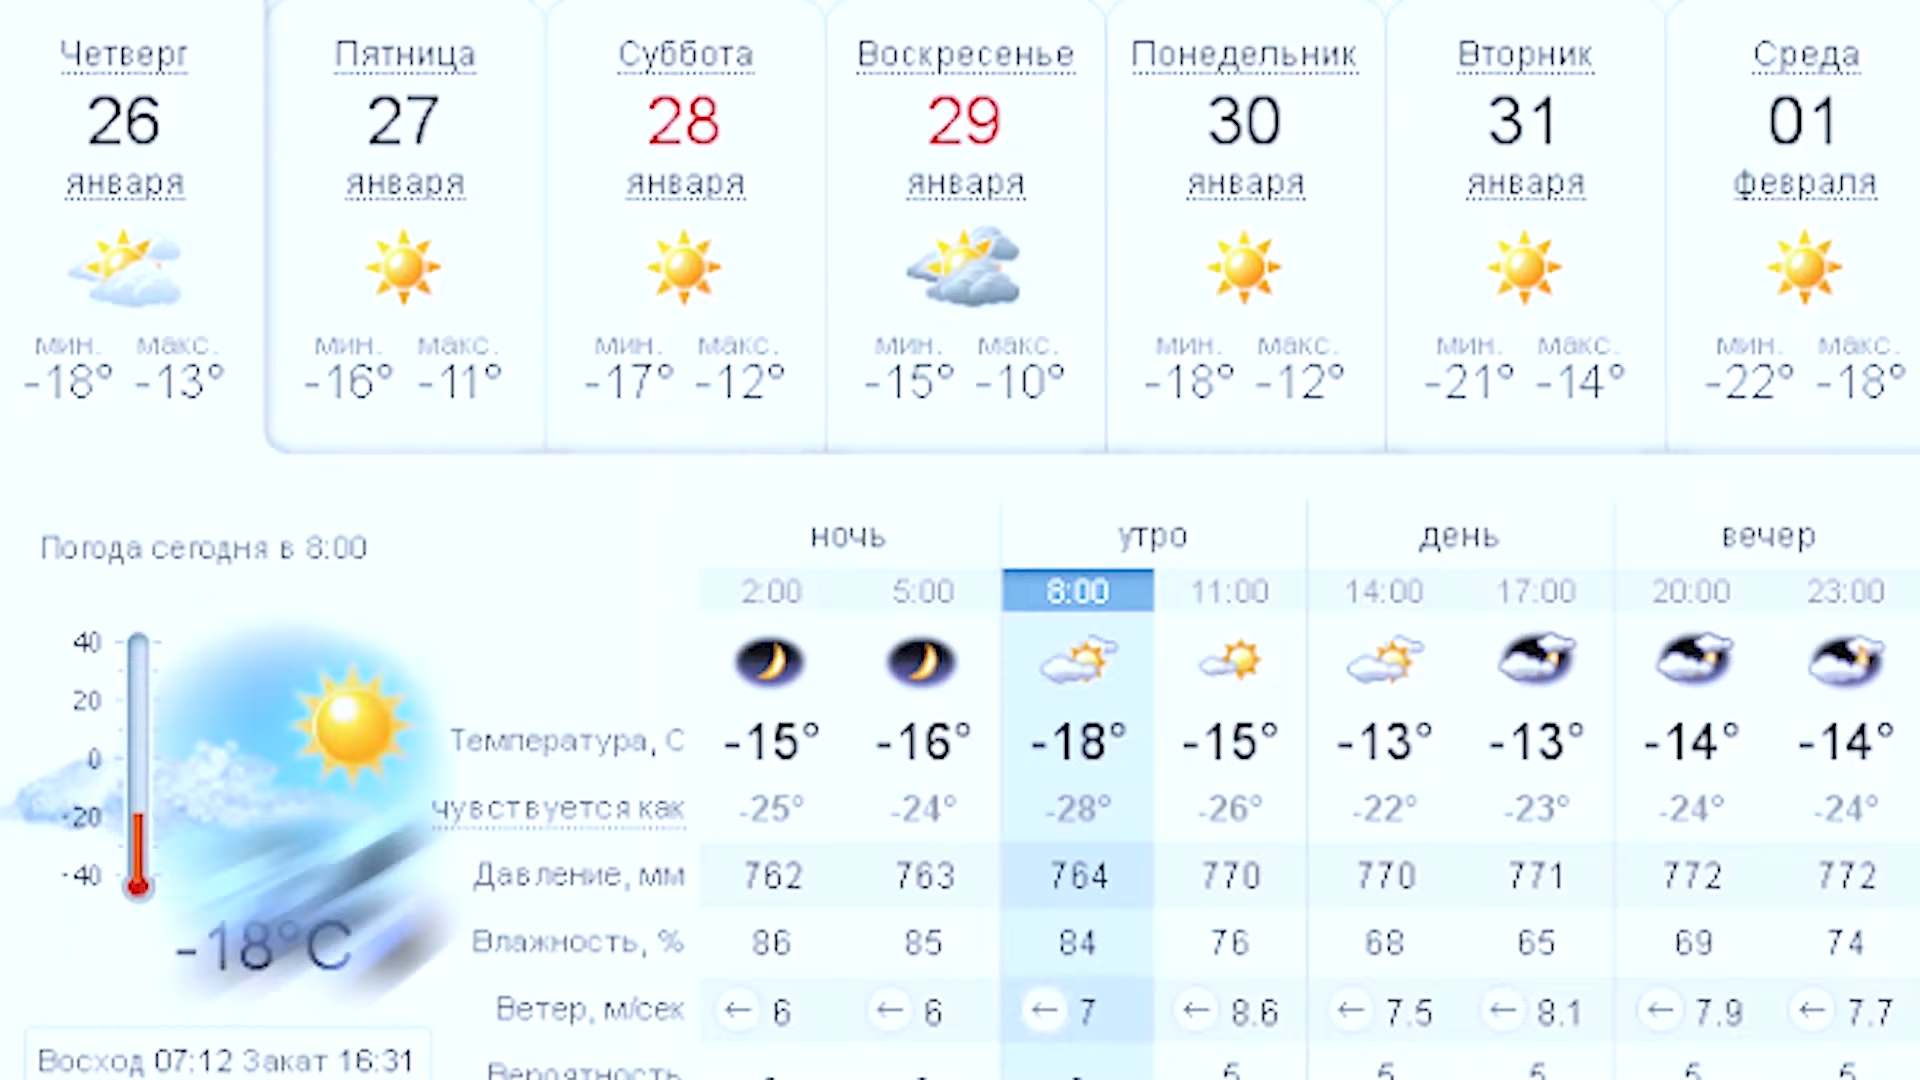 Четверг Пятница Суббота Воскресенье Понедельник Вторник Среда
26 27 28 29 30 31 01
января января января января января января февраля
мин. макс. мин. макс. мин. макс. мин. макс. мин. макс. мин. макс. мин. макс.
-18° -13° -16° -11° -17° -12° -15° -10° -18° -12° -21° -14° -22° -18°
Погода сегодня в 8:00
ночь утро день вечер
2:00 5:00 8:00 11:00 14:00 17:00 20:00 23:00
40
20
0
-20
-40
-18°C
Температура, C -15° -16° -18° -15° -13° -13° -14° -14°
чувствуется как -25° -24° -28° -26° -22° -23° -24° -24°
Давление, мм 762 763 764 770 770 771 772 772
Влажность, % 86 85 84 76 68 65 69 74
Ветер, м/сек ← 6 ← 6 ← 7 ← 8.6 ← 7.5 ← 8.1 ← 7.9 ← 7.7
Восход 07:12 Закат 16:31
Вероятность 5 5 5 5 5